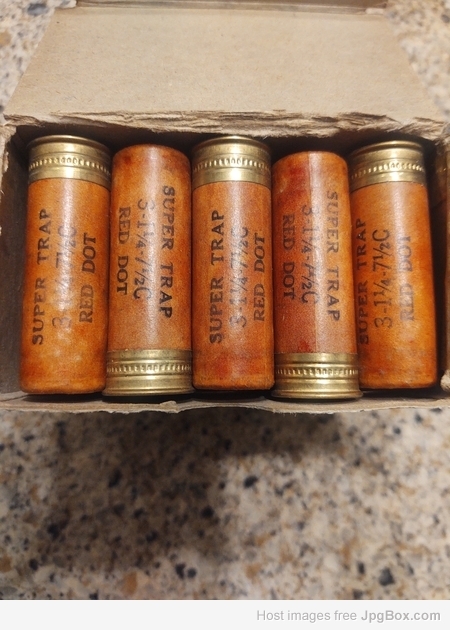 SUPER TRAP
3-1¼-7½C
RED DOT
SUPER TRAP
3-1¼-7½C
RED DOT
SUPER TRAP
3-1¼-7½C
RED DOT
SUPER TRAP
3-1¼-7½C
RED DOT
SUPER TRAP
3-1¼-7½C
RED DOT
Host images free JpgBox.com